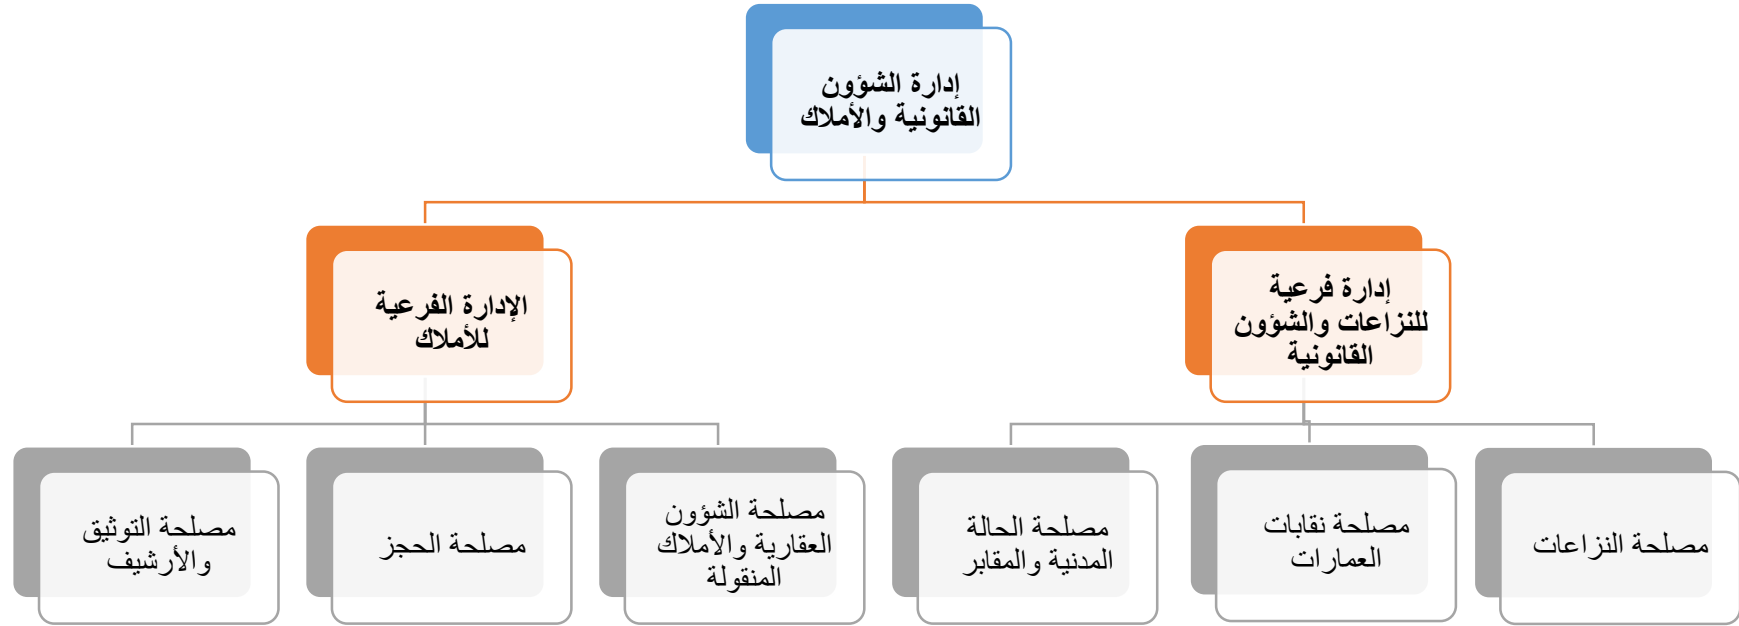 إدارة الشؤون
القانونية والأملاك
إدارة فرعية
للنزاعات والشؤون
القانونية
الإدارة الفرعية
للأملاك
مصلحة النزاعات
مصلحة نقابات
العمارات
مصلحة الحالة
المدنية والمقابر
مصلحة الشؤون
العقارية والأملاك
المنقولة
مصلحة الحجز
مصلحة التوثيق
والأرشيف